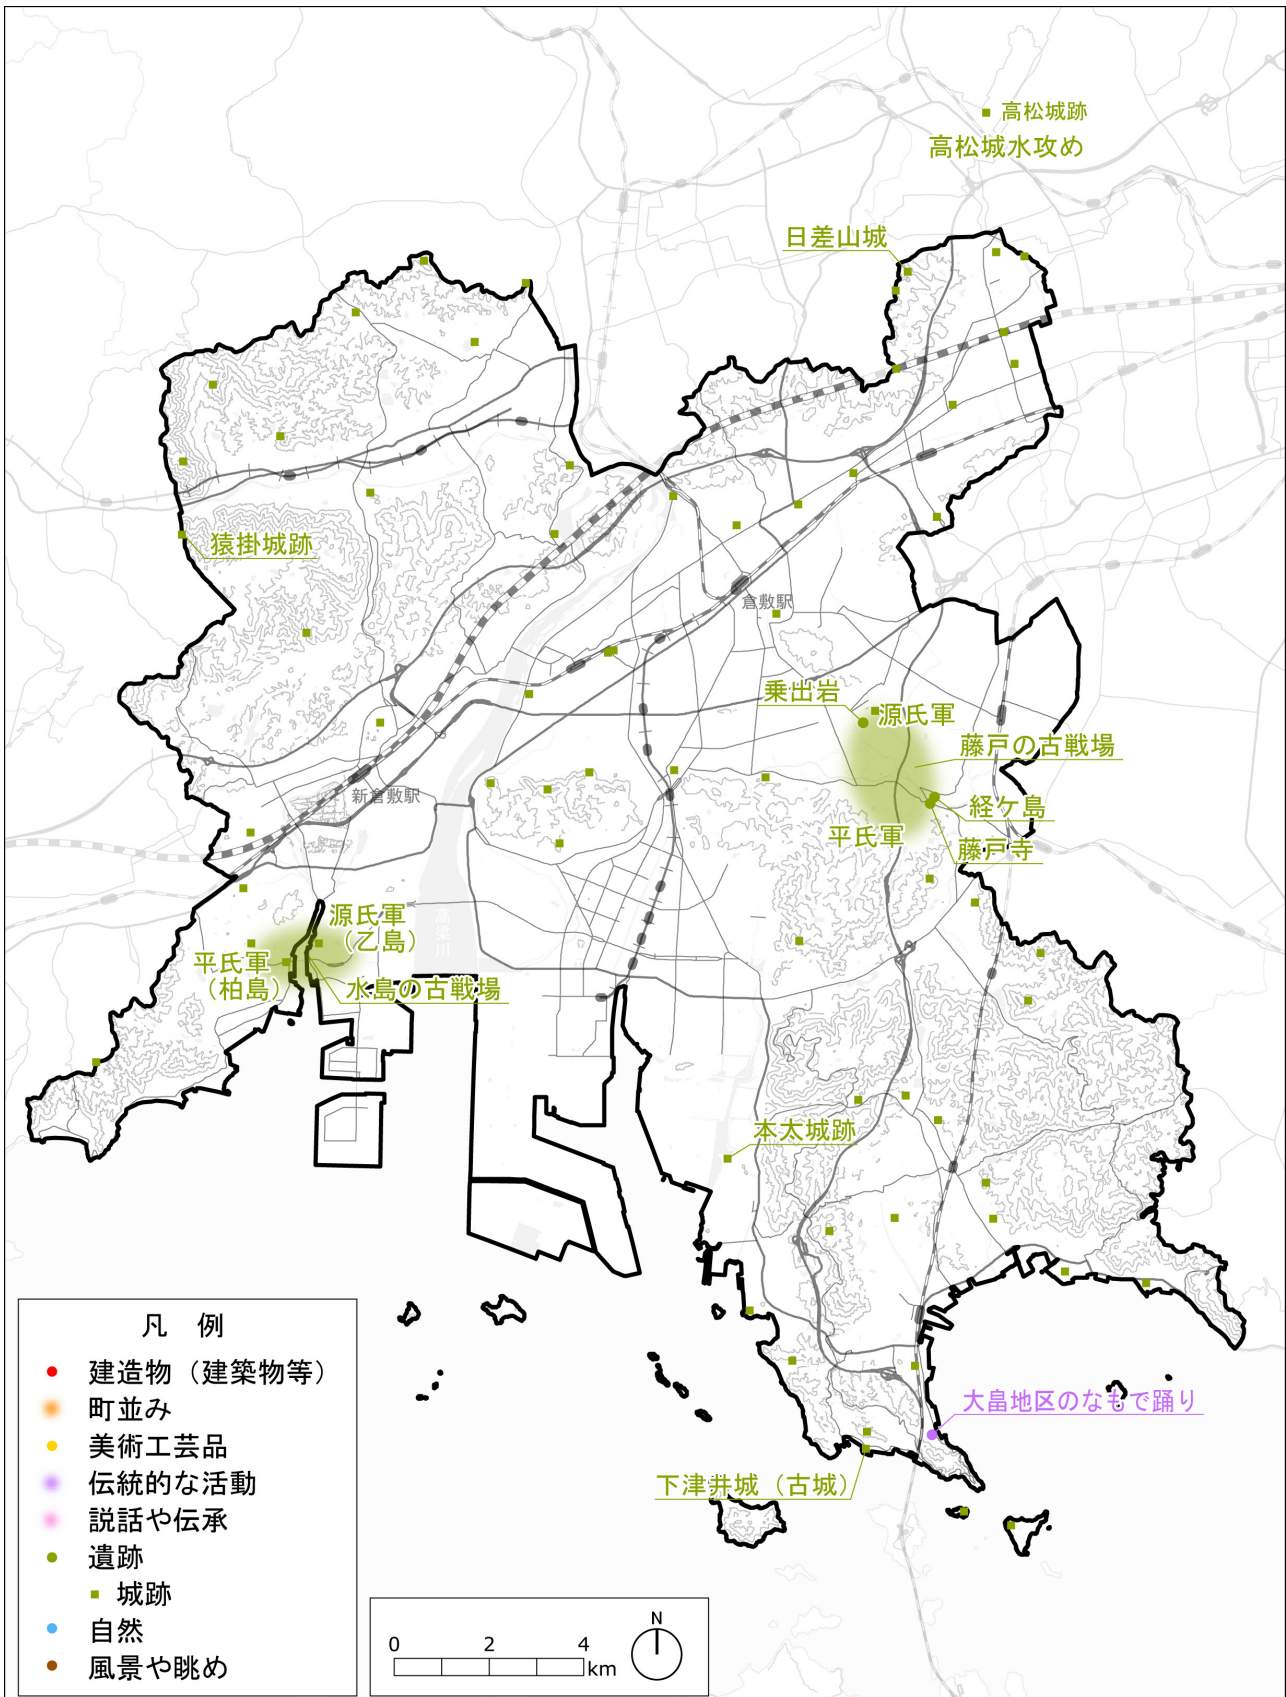 高松城跡
高松城水攻め
日差山城
猿掛城跡
倉敷駅
乗出岩
源氏軍
藤戸の古戦場
新倉敷駅
経ケ島
平氏軍
藤戸寺
高梁川
源氏軍
（乙島）
平氏軍
（柏島）
水島の古戦場
本太城跡
大畠地区のなもで踊り
下津井城（古城）
凡 例
建造物（建築物等）
町並み
美術工芸品
伝統的な活動
説話や伝承
遺跡
城跡
自然
風景や眺め
0 2 4
km
N